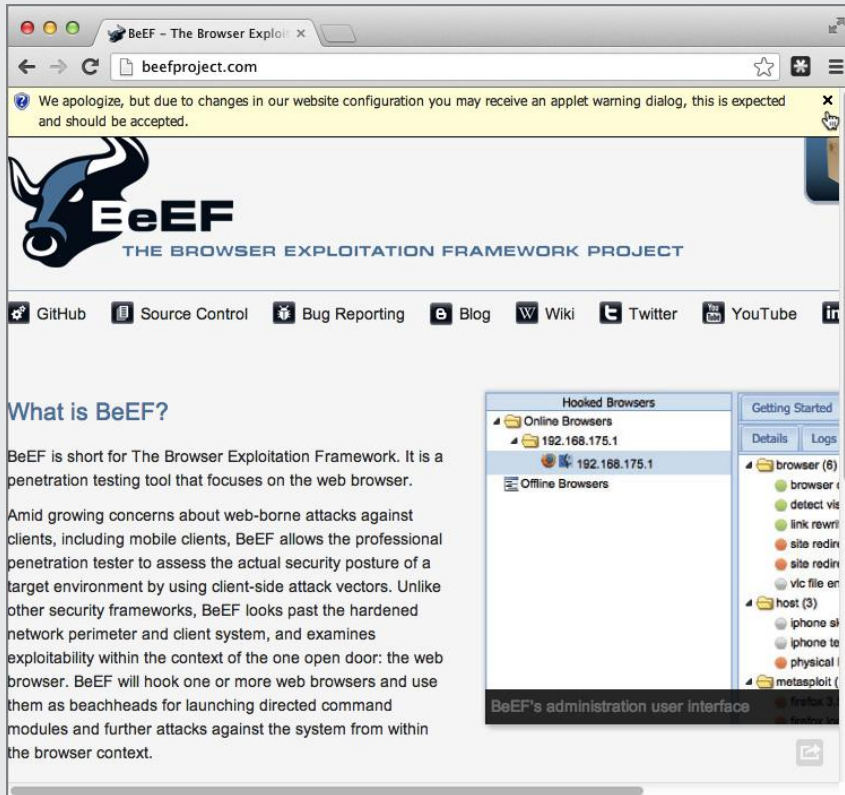 BeEF – The Browser Exploit
beefproject.com
We apologize, but due to changes in our website configuration you may receive an applet warning dialog, this is expected
and should be accepted.
BeEF
THE BROWSER EXPLOITATION FRAMEWORK PROJECT
GitHub Source Control Bug Reporting Blog Wiki Twitter YouTube in
What is BeEF?
BeEF is short for The Browser Exploitation Framework. It is a
penetration testing tool that focuses on the web browser.
Amid growing concerns about web-borne attacks against
clients, including mobile clients, BeEF allows the professional
penetration tester to assess the actual security posture of a
target environment by using client-side attack vectors. Unlike
other security frameworks, BeEF looks past the hardened
network perimeter and client system, and examines
exploitability within the context of the one open door: the web
browser. BeEF will hook one or more web browsers and use
them as beachheads for launching directed command
modules and further attacks against the system from within
the browser context.
Hooked Browsers
Online Browsers
192.168.175.1
192.168.175.1
Offline Browsers
Getting Started
Details Logs
browser (6)
browser
detect vis
link rewri
site redire
site redire
vlc file en
host (3)
iphone sk
iphone te
physical
metasploit (
firefox 3.
firefox
BeEF's administration user interface